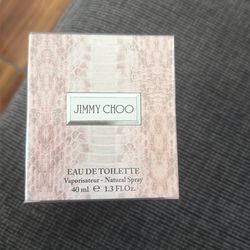 JIMMY CHOO
EAU DE TOILETTE
Vaporisateur - Natural Spray
40 ml e 1.3 FL.Oz.